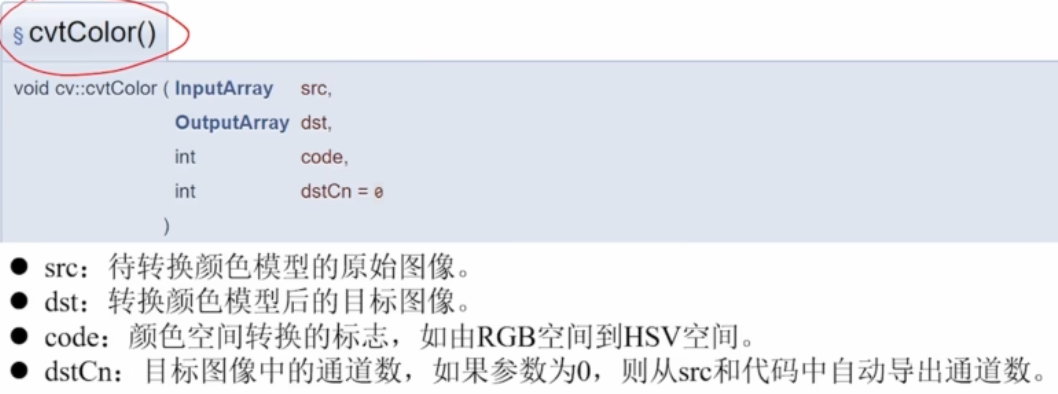 § cvtColor()
void cv::cvtColor ( InputArray src,
OutputArray dst,
int code,
int dstCn = 0
)
● src：待转换颜色模型的原始图像。
● dst：转换颜色模型后的目标图像。
● code：颜色空间转换的标志，如由RGB空间到HSV空间。
● dstCn：目标图像中的通道数，如果参数为0，则从src和代码中自动导出通道数。